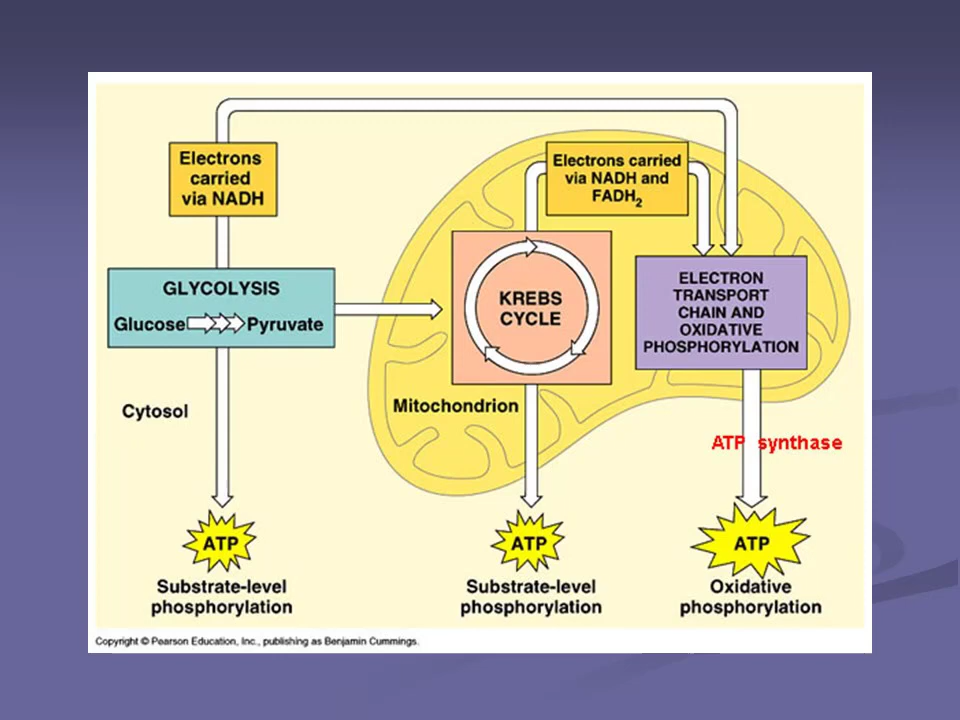 Electrons
carried
via NADH
Electrons carried
via NADH and
FADH2
GLYCOLYSIS
Glucose Pyruvate
KREBS
CYCLE
ELECTRON
TRANSPORT
CHAIN AND
OXIDATIVE
PHOSPHORYLATION
Cytosol
Mitochondrion
ATP synthase
ATP
Substrate-level
phosphorylation
ATP
Substrate-level
phosphorylation
ATP
Oxidative
phosphorylation
Copyright © Pearson Education, Inc., publishing as Benjamin Cummings.